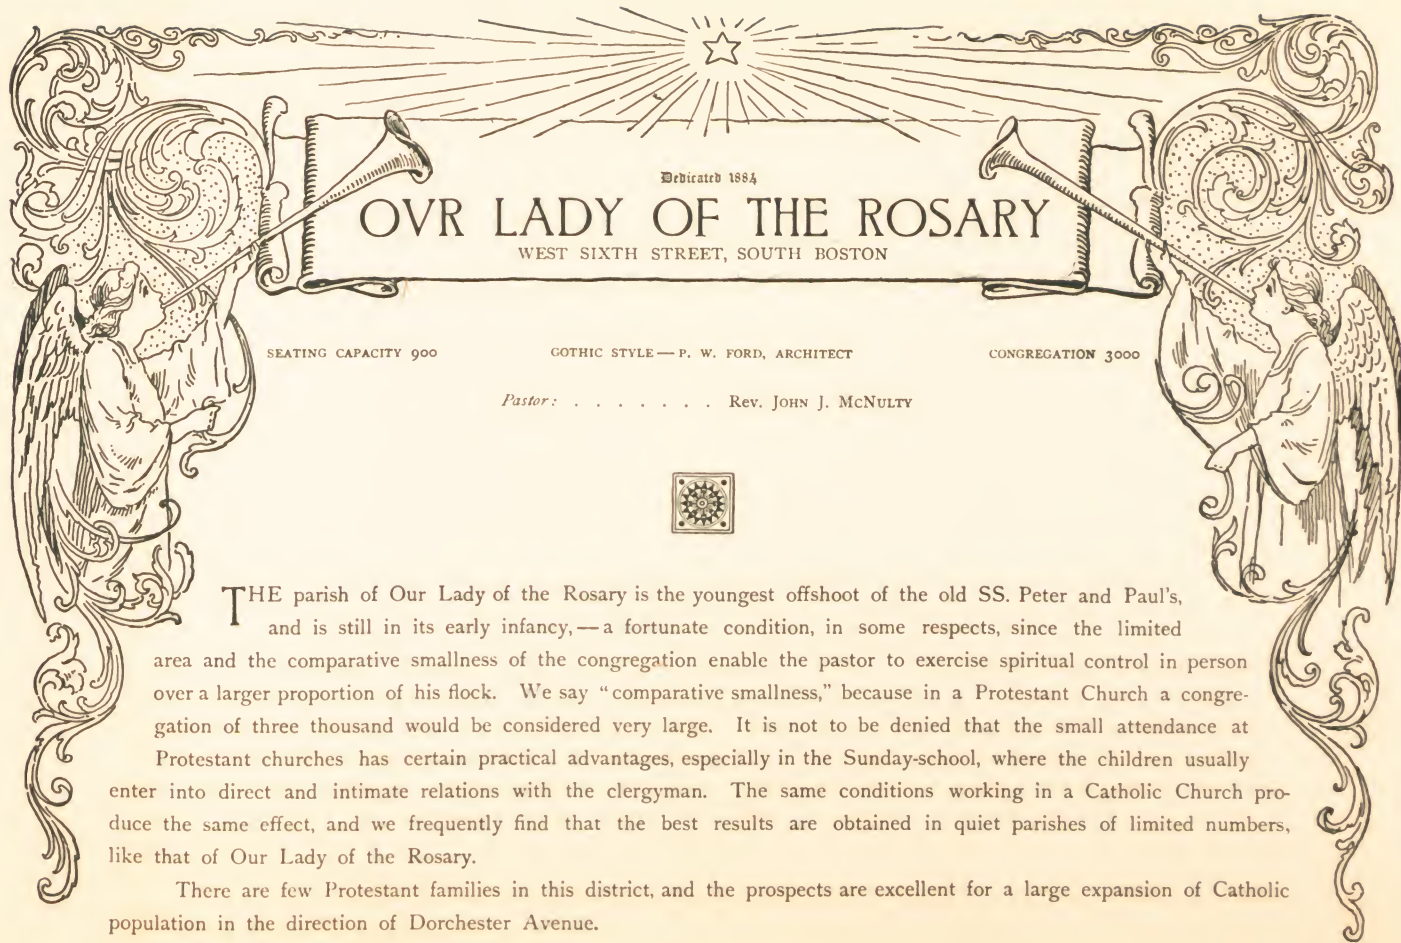 Dedicated 1884
OVR LADY OF THE ROSARY
WEST SIXTH STREET, SOUTH BOSTON
SEATING CAPACITY 900 GOTHIC STYLE—P. W. FORD, ARCHITECT CONGREGATION 3000
Pastor: . . . . . . . Rev. John J. McNulty
THE parish of Our Lady of the Rosary is the youngest offshoot of the old SS. Peter and Paul's,
and is still in its early infancy,—a fortunate condition, in some respects, since the limited
area and the comparative smallness of the congregation enable the pastor to exercise spiritual control in person
over a larger proportion of his flock. We say "comparative smallness," because in a Protestant Church a congre-
gation of three thousand would be considered very large. It is not to be denied that the small attendance at
Protestant churches has certain practical advantages, especially in the Sunday-school, where the children usually
enter into direct and intimate relations with the clergyman. The same conditions working in a Catholic Church pro-
duce the same effect, and we frequently find that the best results are obtained in quiet parishes of limited numbers,
like that of Our Lady of the Rosary.
There are few Protestant families in this district, and the prospects are excellent for a large expansion of Catholic
population in the direction of Dorchester Avenue.